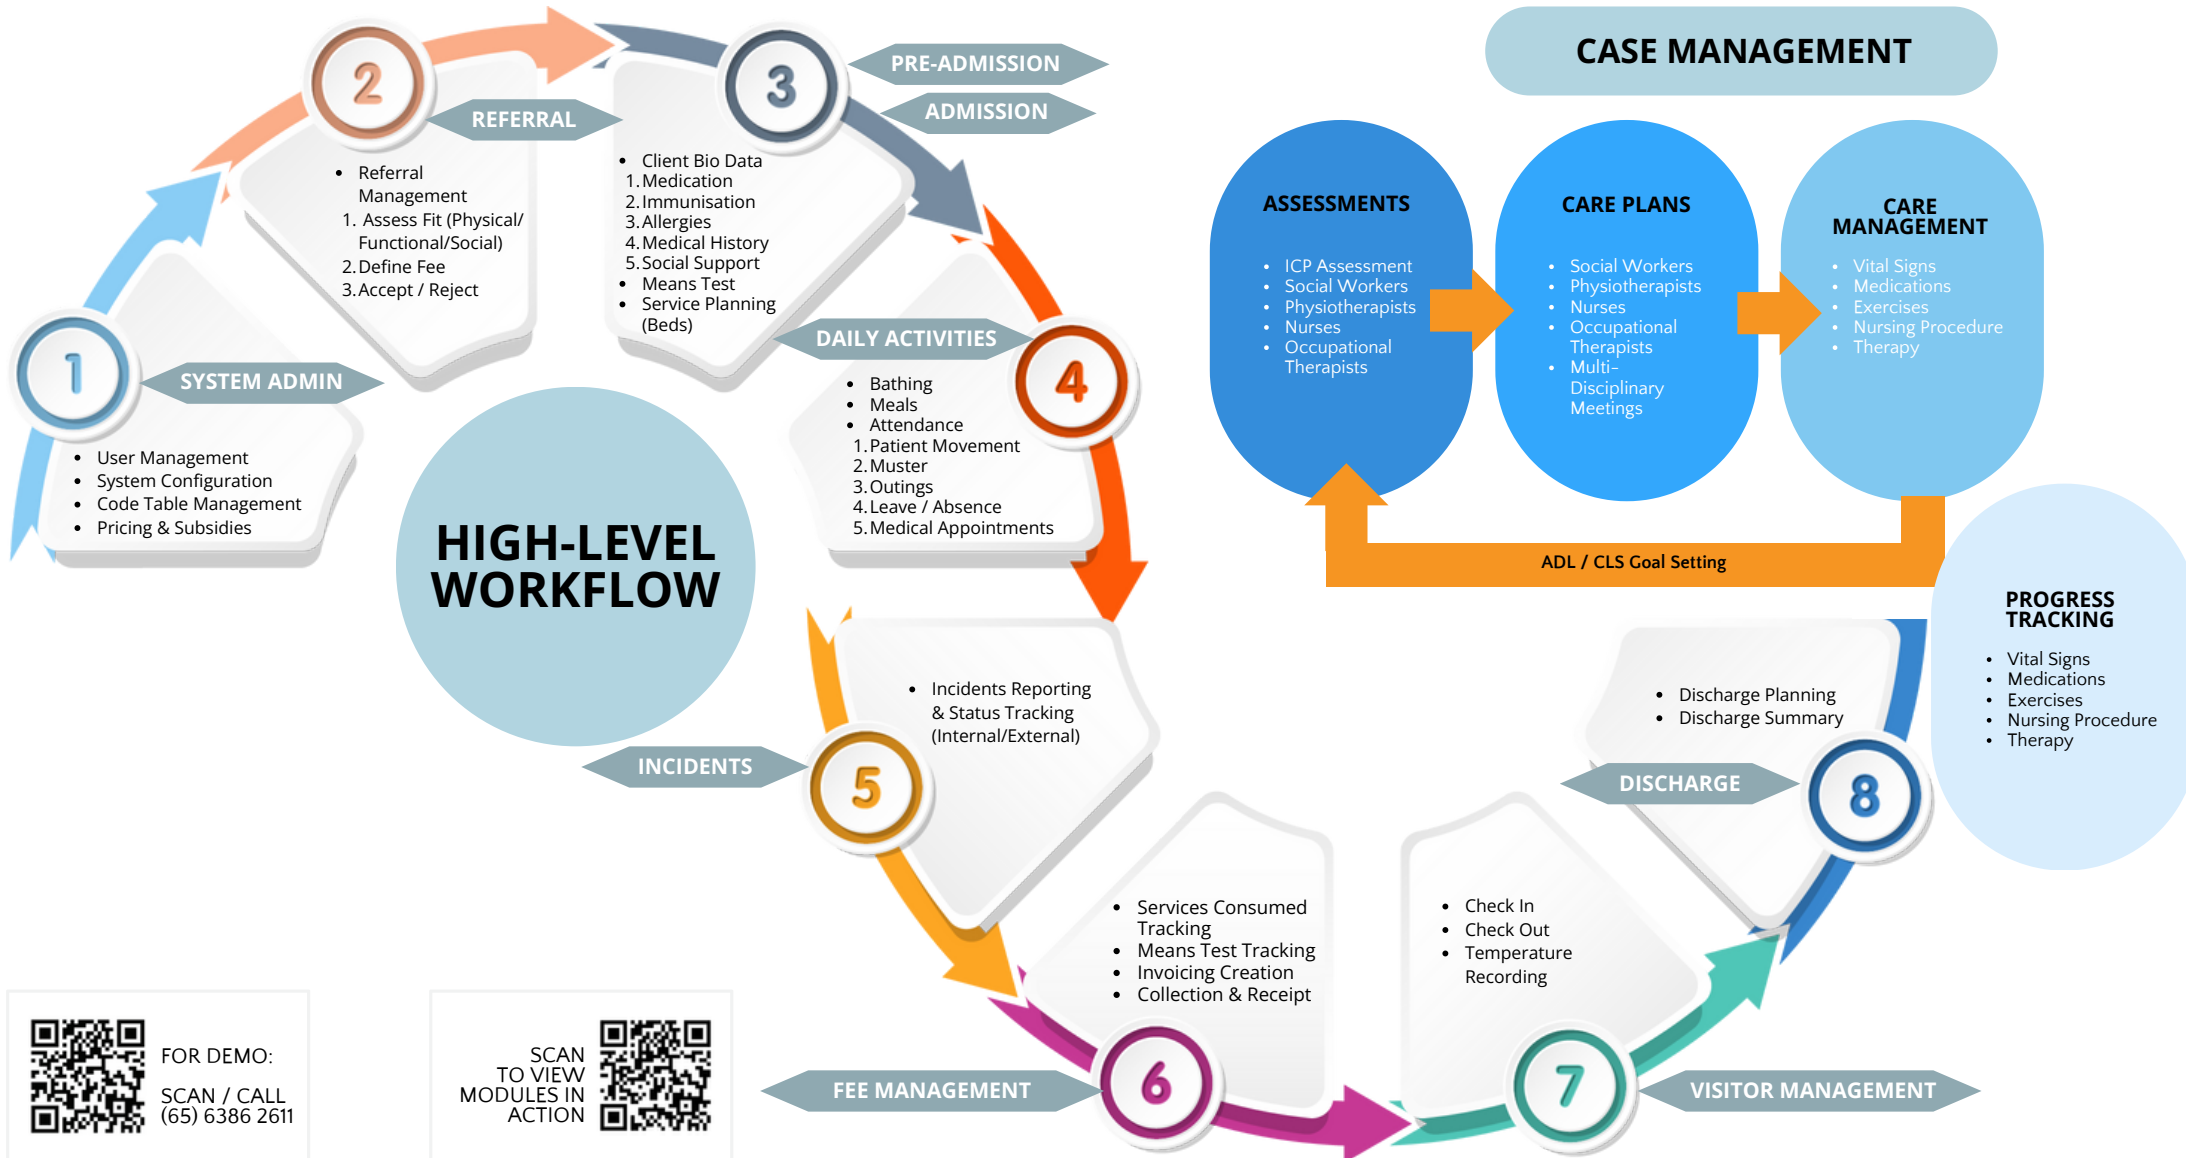 HIGH-LEVEL
WORKFLOW
1
SYSTEM ADMIN
• User Management
• System Configuration
• Code Table Management
• Pricing & Subsidies
2
REFERRAL
• Referral
Management
1. Assess Fit (Physical/
Functional/Social)
2. Define Fee
3. Accept / Reject
3
PRE-ADMISSION
ADMISSION
• Client Bio Data
1. Medication
2. Immunisation
3. Allergies
4. Medical History
5. Social Support
• Means Test
• Service Planning
(Beds)
DAILY ACTIVITIES
4
• Bathing
• Meals
• Attendance
1. Patient Movement
2. Muster
3. Outings
4. Leave / Absence
5. Medical Appointments
INCIDENTS
5
• Incidents Reporting
& Status Tracking
(Internal/External)
FEE MANAGEMENT
6
• Services Consumed
Tracking
• Means Test Tracking
• Invoicing Creation
• Collection & Receipt
7
VISITOR MANAGEMENT
• Check In
• Check Out
• Temperature
Recording
DISCHARGE
8
• Discharge Planning
• Discharge Summary
CASE MANAGEMENT
ASSESSMENTS
• ICP Assessment
• Social Workers
• Physiotherapists
• Nurses
• Occupational
Therapists
CARE PLANS
• Social Workers
• Physiotherapists
• Nurses
• Occupational
Therapists
• Multi-
Disciplinary
Meetings
CARE
MANAGEMENT
• Vital Signs
• Medications
• Exercises
• Nursing Procedure
• Therapy
ADL / CLS Goal Setting
PROGRESS
TRACKING
• Vital Signs
• Medications
• Exercises
• Nursing Procedure
• Therapy
FOR DEMO:
SCAN / CALL
(65) 6386 2611
SCAN
TO VIEW
MODULES IN
ACTION